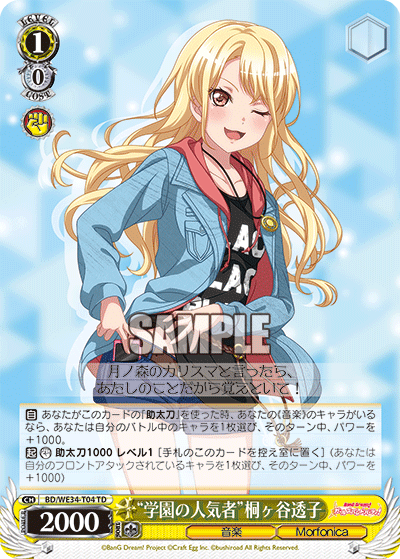 LEVEL
1
0
COST
SAMPLE
月ノ森のカリスマと言ったら、
あたしのことだから覚えといて!
自 あなたがこのカードの「助太刀」を使った時、あなたの《音楽》のキャラがいる
なら、あなたは自分のバトル中のキャラを1枚選び、そのターン中、パワーを
+1000。
起 助太刀1000 レベル1 [手札のこのカードを控え室に置く] (あなたは
自分のフロントアタックされているキャラを1枚選び、そのターン中、パワーを
+1000)
CH BD/WE34-T04 TD
2000
“学園の人気者”桐ヶ谷透子
音楽 Morfonica
©BanG Dream! Project ©Craft Egg Inc. ©bushiroad All Rights Reserved.